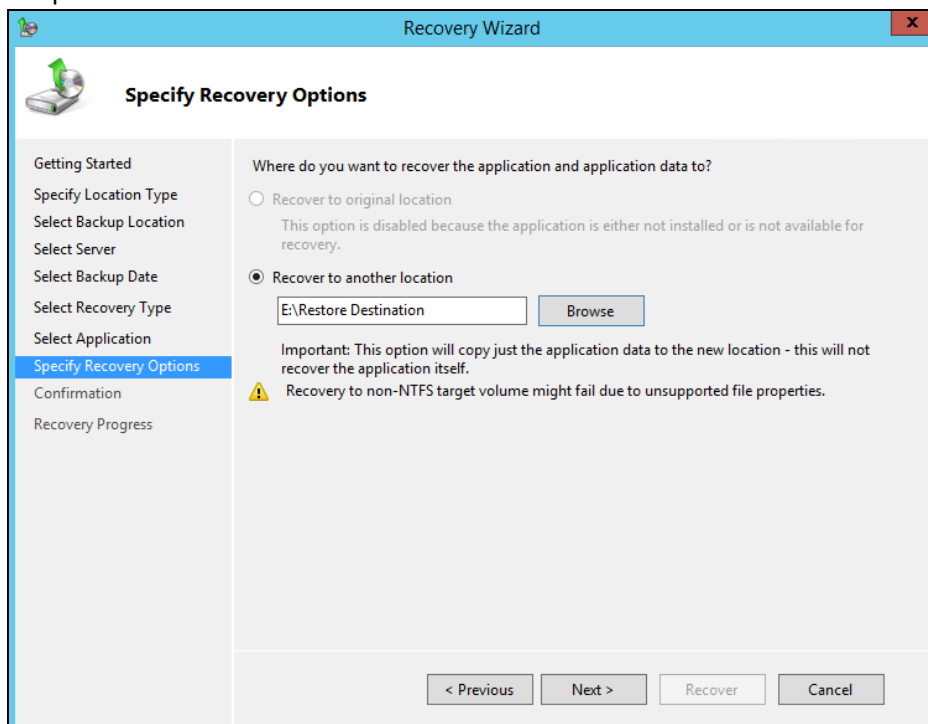 Recovery Wizard
x
Specify Recovery Options
Getting Started
Specify Location Type
Select Backup Location
Select Server
Select Backup Date
Select Recovery Type
Select Application
Specify Recovery Options
Confirmation
Recovery Progress
Where do you want to recover the application and application data to?
Recover to original location
This option is disabled because the application is either not installed or is not available for
recovery.
Recover to another location
E:\Restore Destination
Browse
Important: This option will copy just the application data to the new location - this will not
recover the application itself.
Recovery to non-NTFS target volume might fail due to unsupported file properties.
< Previous
Next >
Recover
Cancel